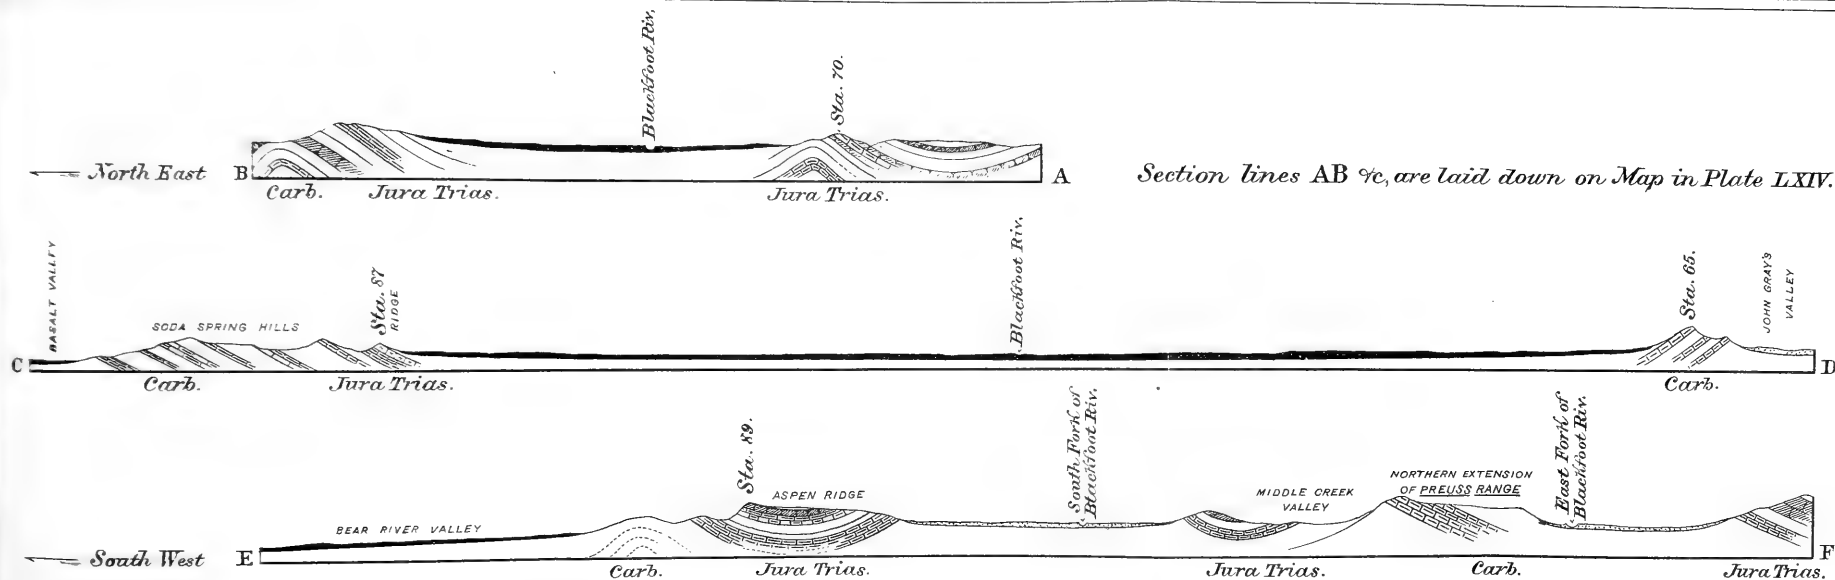 Blackfoot Riv.
Sta. 70.
North East
B
A
Carb.
Jura Trias.
Jura Trias.
Section lines AB &c, are laid down on Map in Plate LXIV.
BASALT VALLEY
SODA SPRING HILLS
Sta. 87
RIDGE
Blackfoot Riv.
Sta. 65.
JOHN GRAY'S
VALLEY
C
D
Carb.
Jura Trias.
Carb.
Sta. 89.
ASPEN RIDGE
BEAR RIVER VALLEY
South Fork of
Blackfoot Riv.
MIDDLE CREEK
VALLEY
NORTHERN EXTENSION
OF PREUSS RANGE
East Fork of
Blackfoot Riv.
South West
E
F
Carb.
Jura Trias.
Jura Trias.
Carb.
Jura Trias.